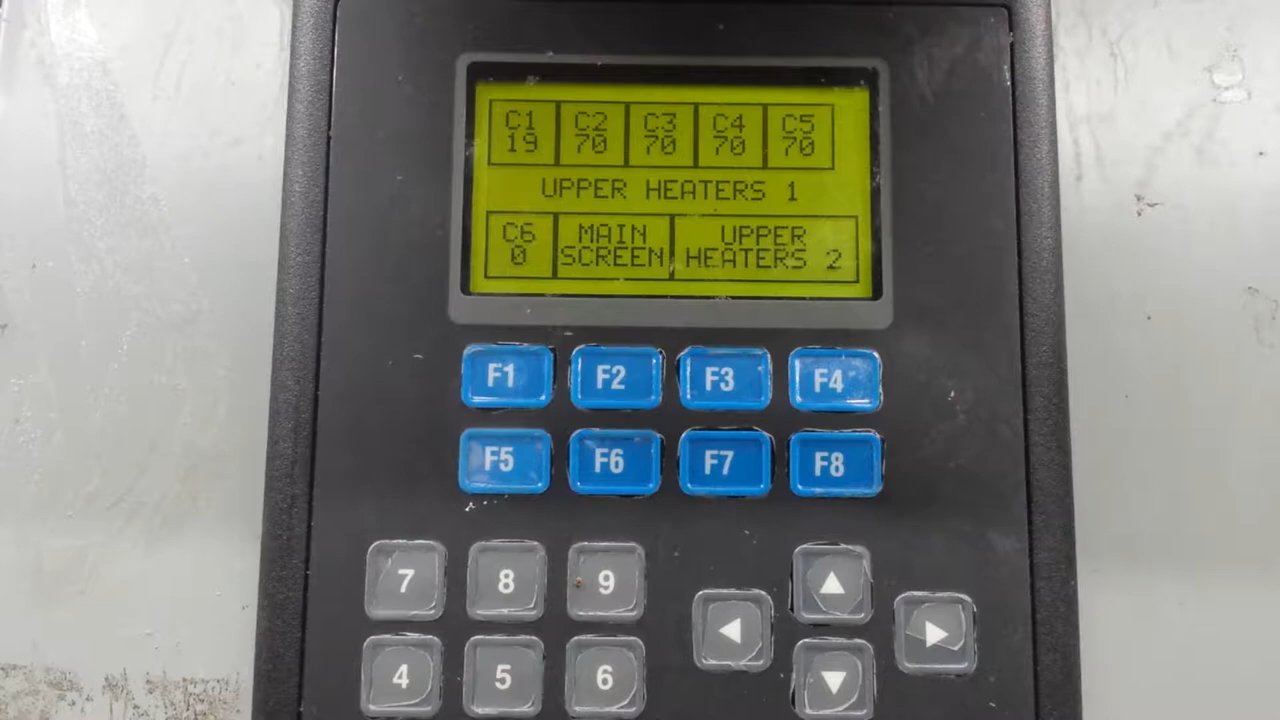 C1 C2 C3 C4 C5
19 70 70 70 70
UPPER HEATERS 1
C6 MAIN UPPER
0 SCREEN HEATERS 2
F1 F2 F3 F4
F5 F6 F7 F8
7 8 9
4 5 6